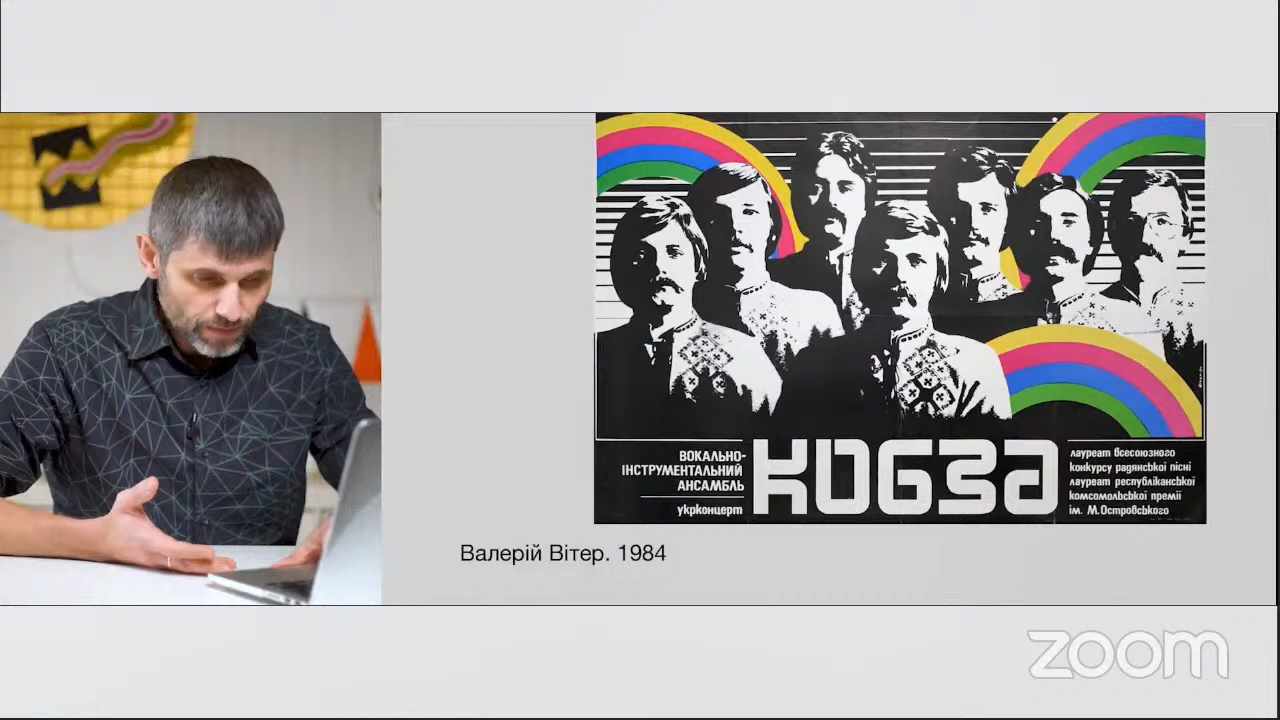 ВОКАЛЬНО-
ІНСТРУМЕНТАЛЬНИЙ
АНСАМБЛЬ
укрконцерт
КОБЗА
лауреат всесоюзного
конкурсу радянської пісні
лауреат республіканської
комсомольської премії
ім. М.Островського
Валерій Вітер. 1984
zoom